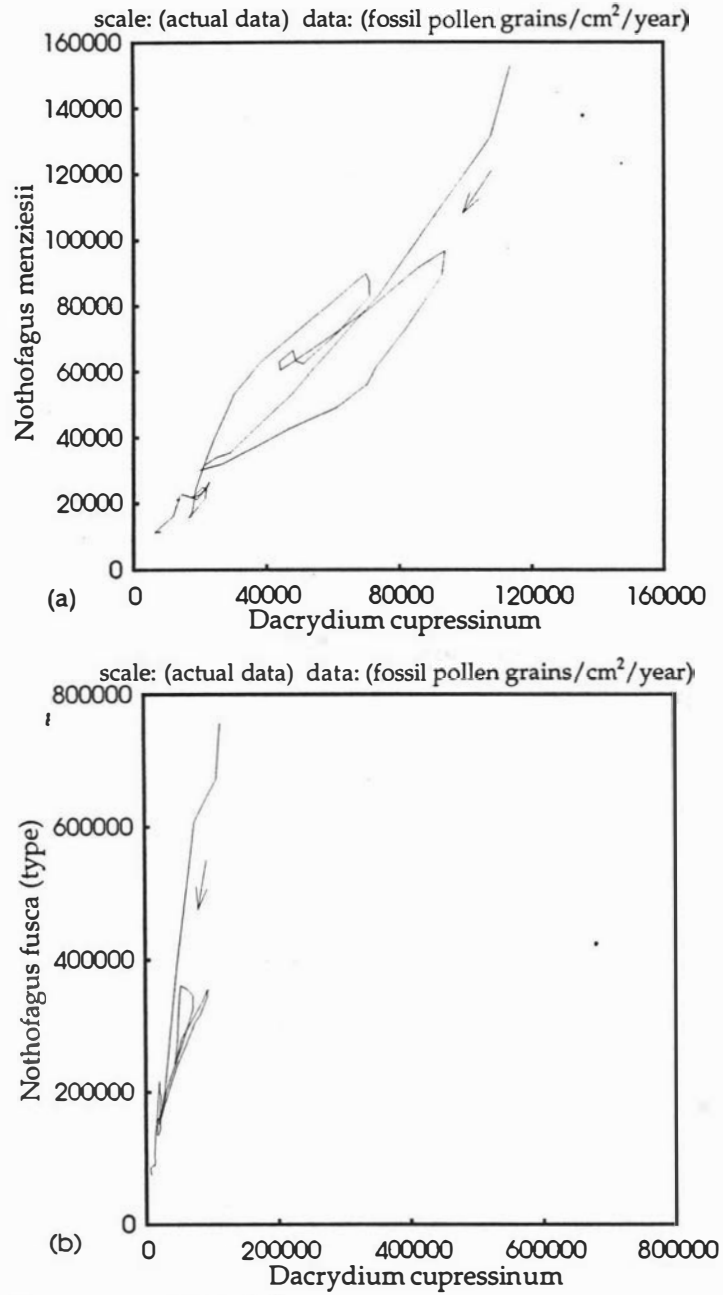 scale: (actual data) data: (fossil pollen grains/cm²/year)
160000
140000
120000
100000
80000
60000
40000
20000
0
Nothofagus menziesii
0 40000 80000 120000 160000
(a)
Dacrydium cupressinum
scale: (actual data) data: (fossil pollen grains/cm²/year)
800000
600000
400000
200000
0
Nothofagus fusca (type)
0 200000 400000 600000 800000
(b)
Dacrydium cupressinum